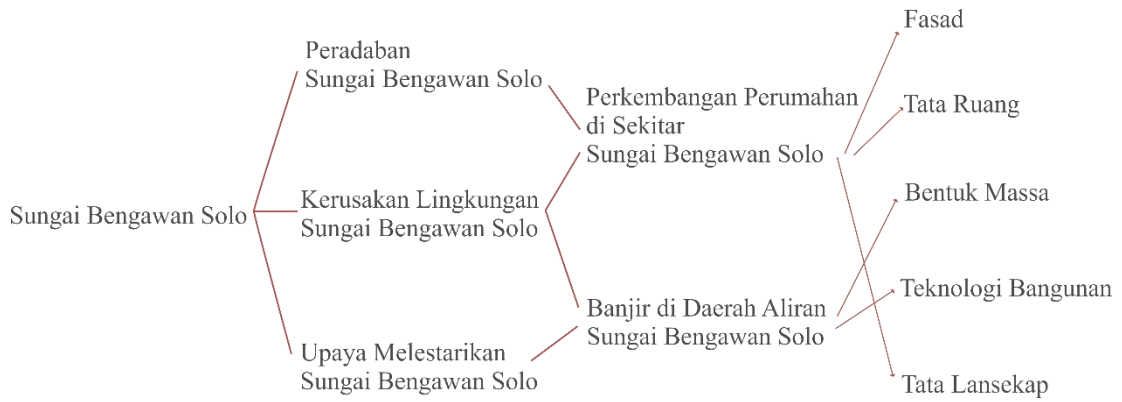 Sungai Bengawan Solo
Peradaban
Sungai Bengawan Solo
Kerusakan Lingkungan
Sungai Bengawan Solo
Upaya Melestarikan
Sungai Bengawan Solo
Perkembangan Perumahan
di Sekitar
Sungai Bengawan Solo
Banjir di Daerah Aliran
Sungai Bengawan Solo
Fasad
Tata Ruang
Bentuk Massa
Teknologi Bangunan
Tata Lansekap